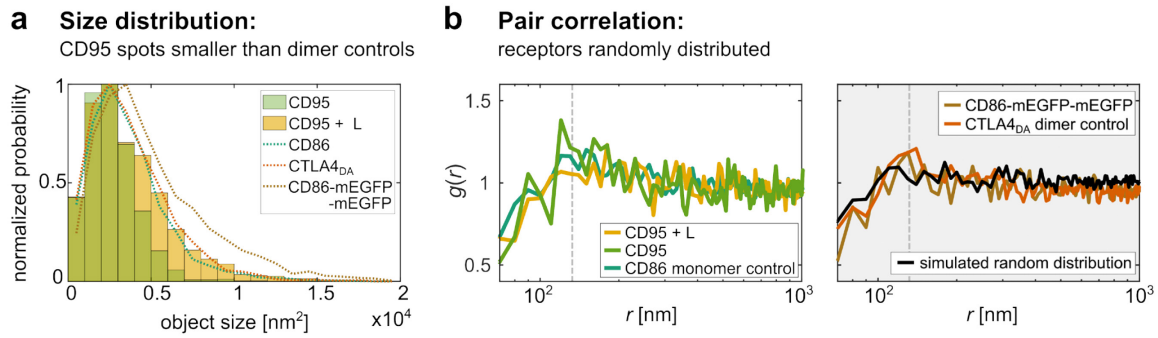 a Size distribution:
CD95 spots smaller than dimer controls
normalized probability
1
0.5
0
CD95
CD95 + L
CD86
CTLA4DA
CD86-mEGFP
-mEGFP
0 0.5 1 1.5 2
x10⁴
object size [nm²]
b Pair correlation:
receptors randomly distributed
g(r)
1.5
1
0.5
CD95 + L
CD95
CD86 monomer control
10² 10³
r [nm]
CD86-mEGFP-mEGFP
CTLA4DA dimer control
simulated random distribution
10² 10³
r [nm]